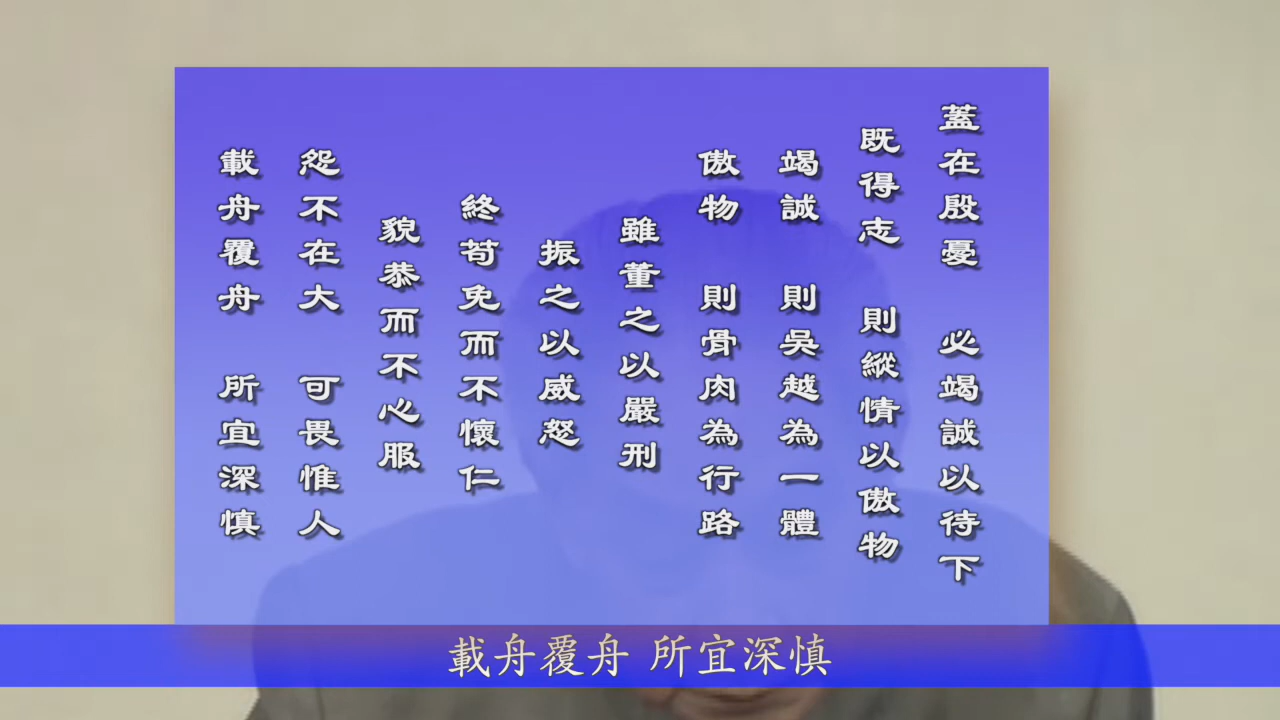 蓋在殷憂 必竭誠以待下
既得志 則縱情以傲物
竭誠 則吳越為一體
傲物 則骨肉為行路
雖董之以嚴刑
振之以威怒
終苟免而不懷仁
貌恭而不心服
怨不在大 可畏惟人
載舟覆舟 所宜深慎
載舟覆舟 所宜深慎